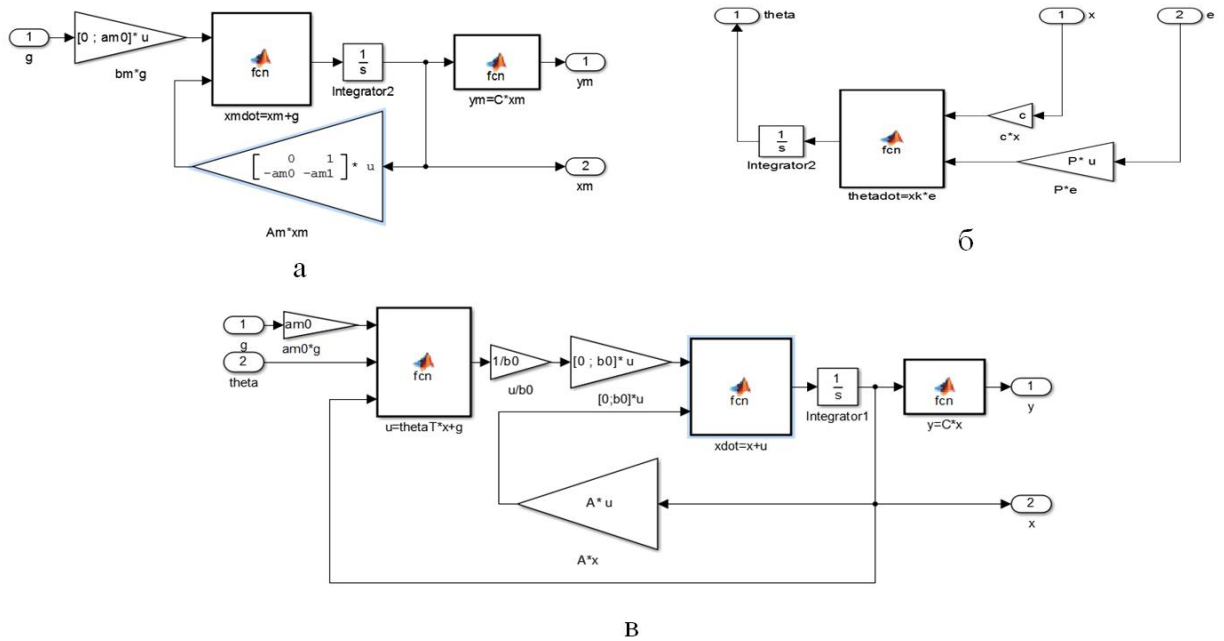 1
g
[0 ; am0]* u
bm*g
fcn
xmdot=xm+g
1
s
Integrator2
fcn
ym=C*xm
1
ym
0 1
-am0 -am1
* u
Am*xm
2
xm
а
1
theta
1
x
2
e
1
s
Integrator2
fcn
thetadot=xk*e
c
c*x
P* u
P*e
б
1
g
am0
am0*g
2
theta
fcn
u=thetaT*x+g
1/b0
u/b0
[0 ; b0]* u
[0;b0]*u
fcn
xdot=x+u
1
s
Integrator1
fcn
y=C*x
1
y
A* u
A*x
2
x
в